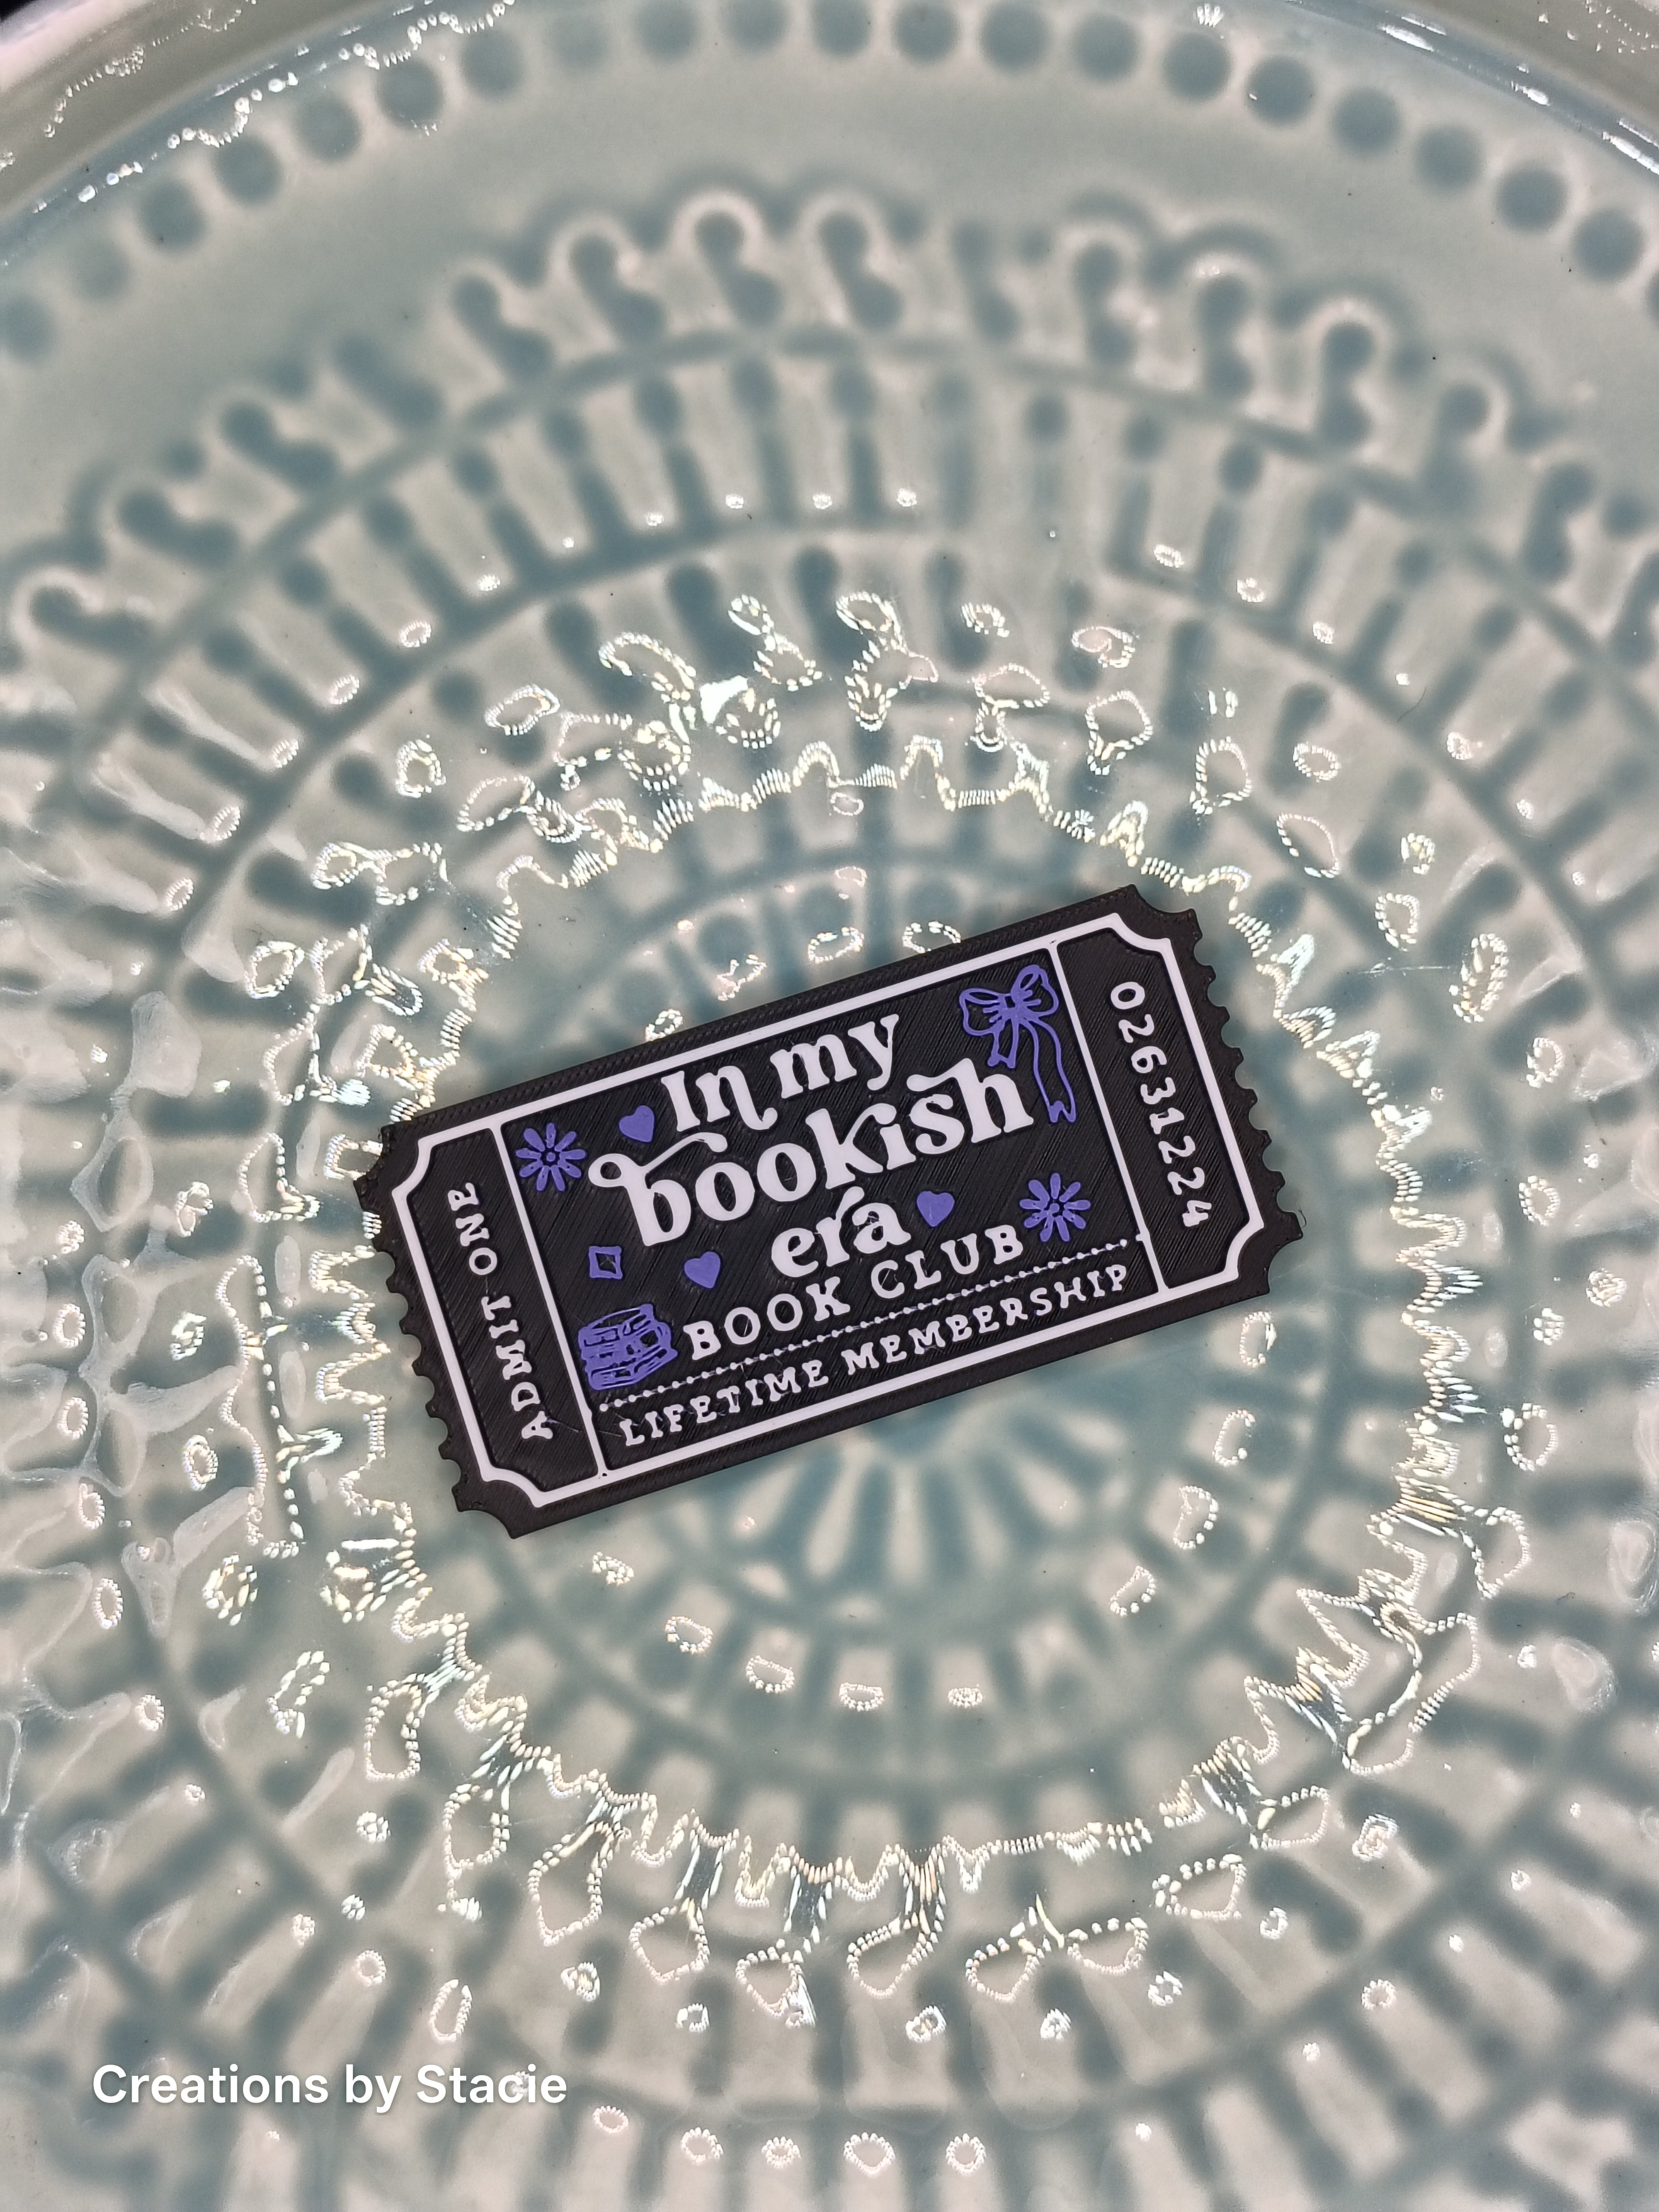 ADMIT ONE
In my
bookish
era
BOOK CLUB
LIFETIME MEMBERSHIP
02631224
Creations by Stacie